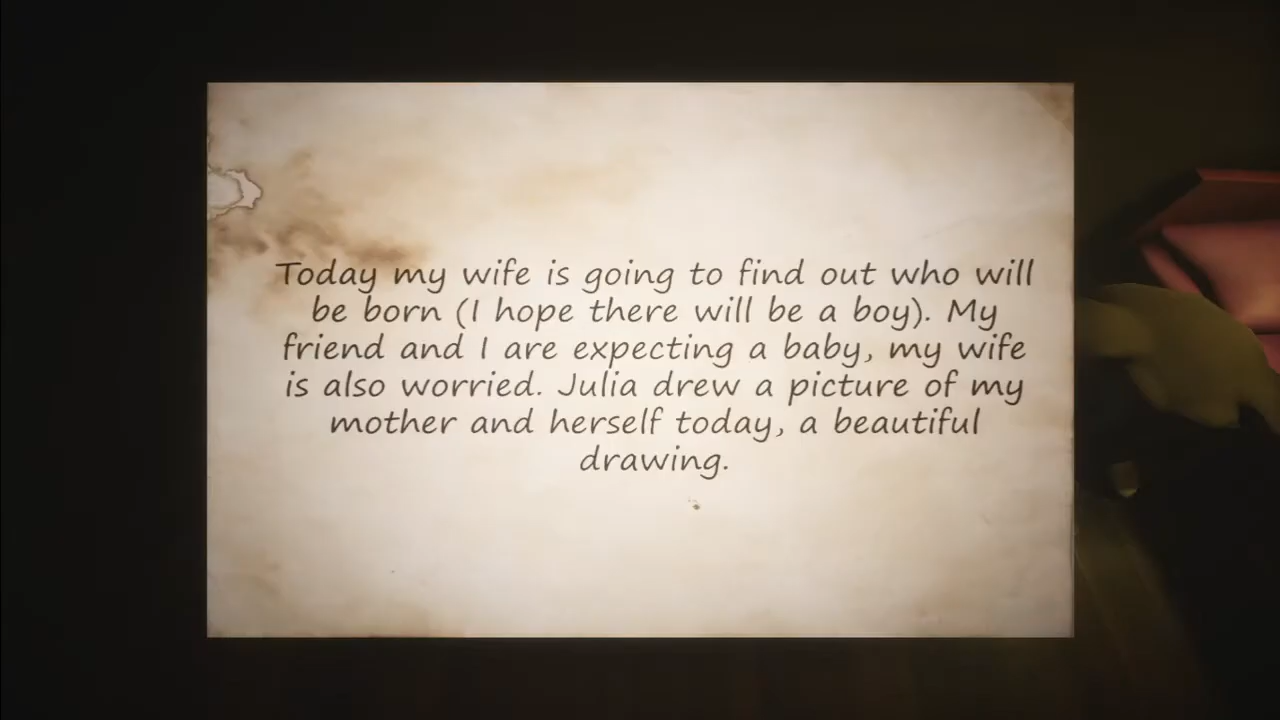 Today my wife is going to find out who will
be born (I hope there will be a boy). My
friend and I are expecting a baby, my wife
is also worried. Julia drew a picture of my
mother and herself today, a beautiful
drawing.